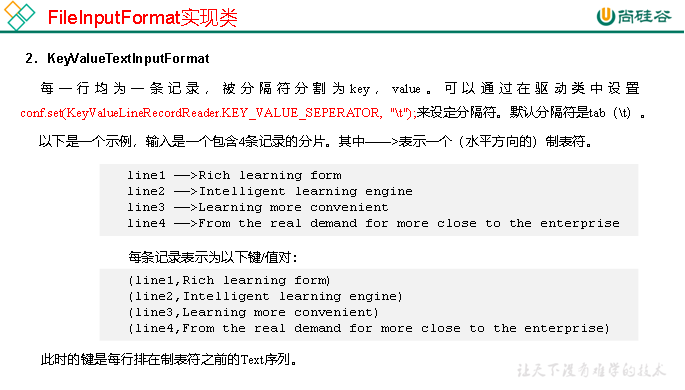 FileInputFormat实现类
尚硅谷
2．KeyValueTextInputFormat
每一行均为一条记录，被分隔符分割为key，value。可以通过在驱动类中设置
conf.set(KeyValueLineRecordReader.KEY_VALUE_SEPERATOR, "\t");来设定分隔符。默认分隔符是tab（\t）。
以下是一个示例，输入是一个包含4条记录的分片。其中——>表示一个（水平方向的）制表符。
line1 ——>Rich learning form
line2 ——>Intelligent learning engine
line3 ——>Learning more convenient
line4 ——>From the real demand for more close to the enterprise
每条记录表示为以下键/值对：
(line1,Rich learning form)
(line2,Intelligent learning engine)
(line3,Learning more convenient)
(line4,From the real demand for more close to the enterprise)
此时的键是每行排在制表符之前的Text序列。
让天下没有难学的技术